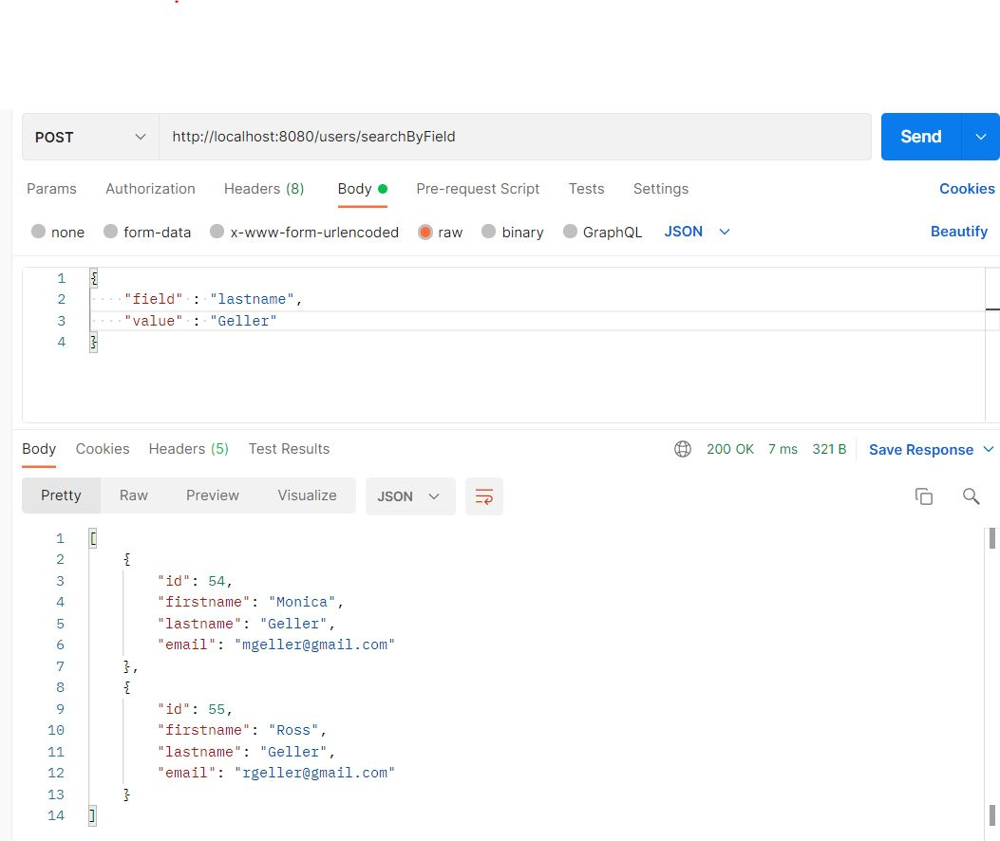 POST http://localhost:8080/users/searchByField Send
Params Authorization Headers (8) Body Pre-request Script Tests Settings Cookies
none form-data x-www-form-urlencoded raw binary GraphQL JSON Beautify
1 {
2 "field" : "lastname",
3 "value" : "Geller"
4 }
Body Cookies Headers (5) Test Results 200 OK 7 ms 321 B Save Response
Pretty Raw Preview Visualize JSON
1 [
2 {
3 "id": 54,
4 "firstname": "Monica",
5 "lastname": "Geller",
6 "email": "mgeller@gmail.com"
7 },
8 {
9 "id": 55,
10 "firstname": "Ross",
11 "lastname": "Geller",
12 "email": "rgeller@gmail.com"
13 }
14 ]